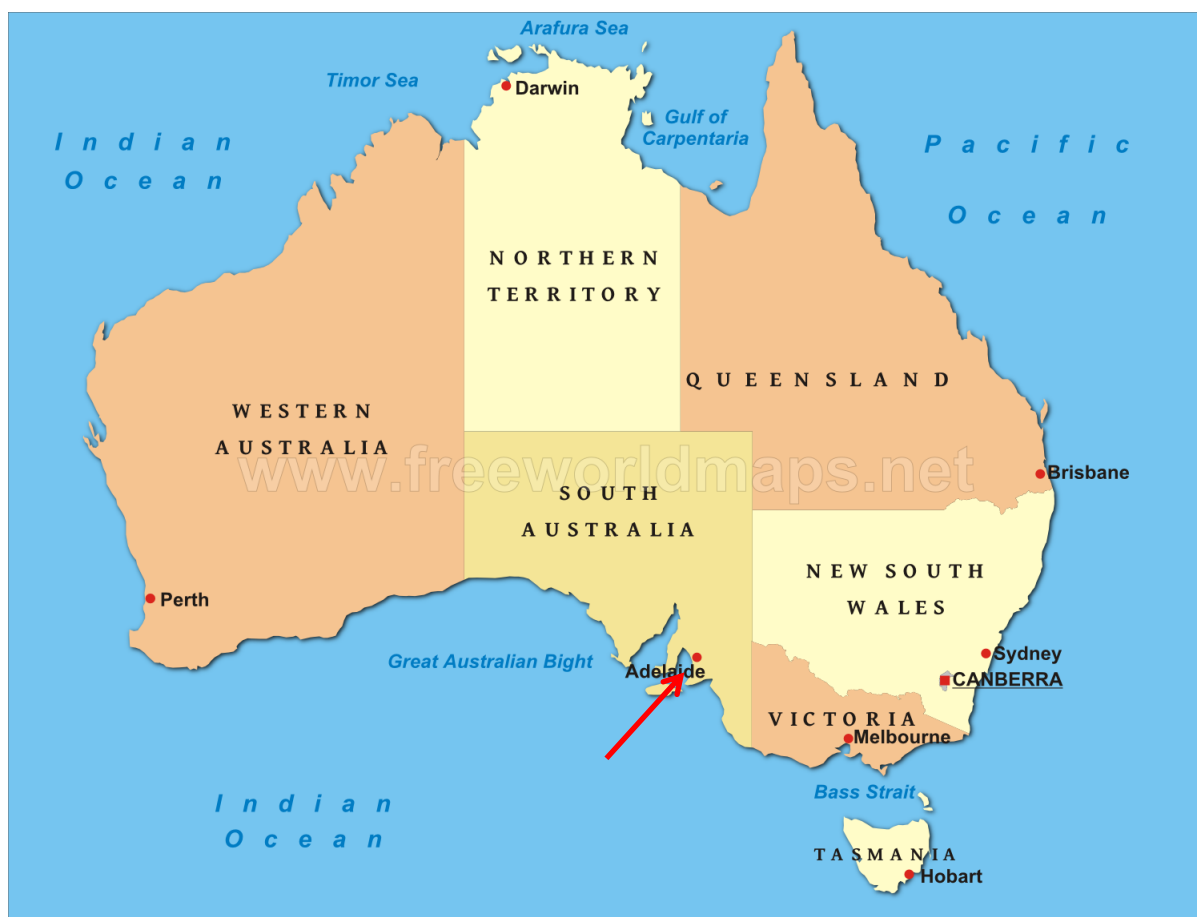 Arafura Sea
Timor Sea
Darwin
Gulf of
Carpentaria
Indian
Ocean
Pacific
Ocean
NORTHERN
TERRITORY
QUEENSLAND
WESTERN
AUSTRALIA
www.freeworldmaps.net
Brisbane
SOUTH
AUSTRALIA
NEW SOUTH
WALES
Perth
Sydney
Great Australian Bight
Adelaide
CANBERRA
VICTORIA
Melbourne
Bass Strait
Indian
Ocean
TASMANIA
Hobart